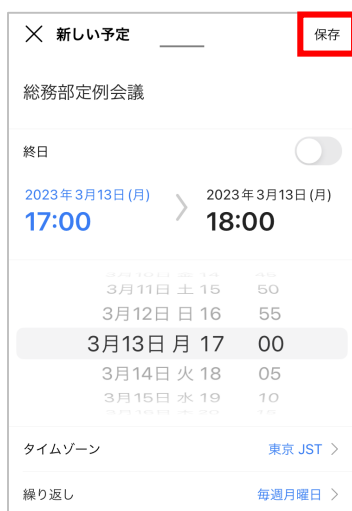 新しい予定
保存
総務部定例会議
終日
2023年3月13日(月)
17:00
2023年3月13日(月)
18:00
3月11日 土 15 50
3月12日 日 16 55
3月13日 月 17 00
3月14日 火 18 05
3月15日 水 19 10
タイムゾーン 東京 JST
繰り返し 毎週月曜日